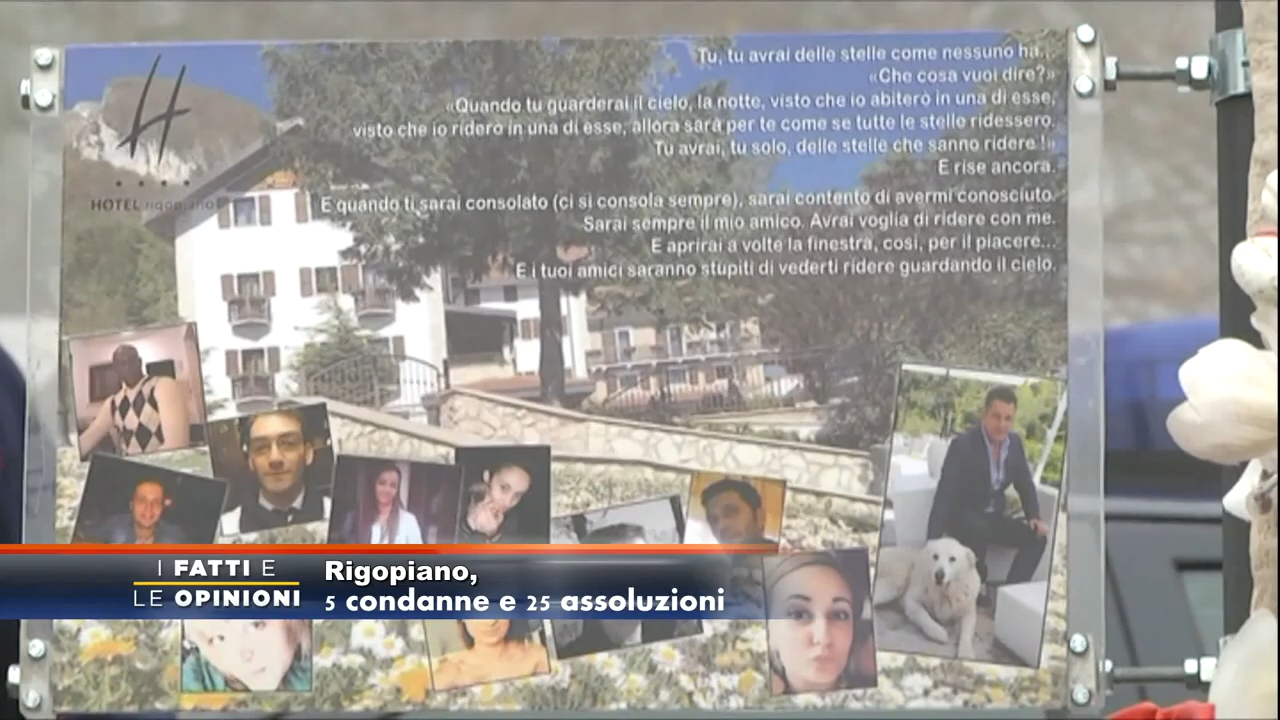 Tu, tu avrai delle stelle come nessuno ha...
«Che cosa vuoi dire?»
«Quando tu guarderai il cielo, la notte, visto che io abiterò in una di esse,
visto che io riderò in una di esse, allora sarà per te come se tutte le stelle ridessero.
Tu avrai, tu solo, delle stelle che sanno ridere !»
E rise ancora.
E quando ti sarai consolato (ci si consola sempre), sarai contento di avermi conosciuto.
Sarai sempre il mio amico. Avrai voglia di ridere con me.
E aprirai a volte la finestra, così, per il piacere...
E i tuoi amici saranno stupiti di vederti ridere guardando il cielo.
H
HOTEL rigopiano
I FATTI E
LE OPINIONI
Rigopiano,
5 condanne e 25 assoluzioni